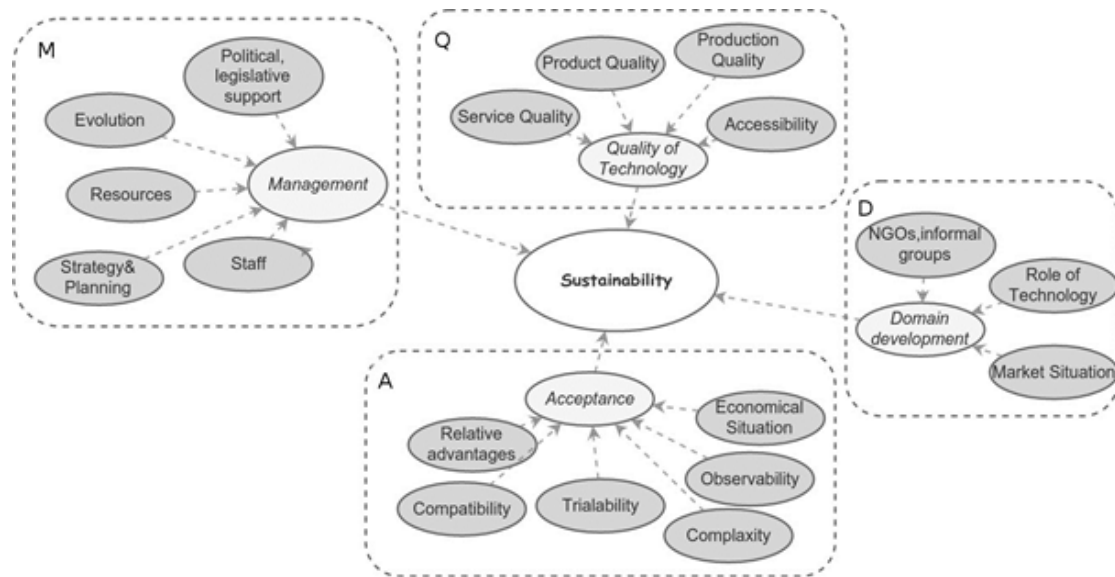 M
Political,
legislative
support
Evolution
Management
Resources
Strategy&
Planning
Staff
Q
Production
Quality
Product Quality
Service Quality
Accessibility
Quality of
Technology
Sustainability
D
NGOs,informal
groups
Role of
Technology
Domain
development
Market Situation
A
Acceptance
Economical
Situation
Relative
advantages
Observability
Compatibility
Trialability
Complaxity